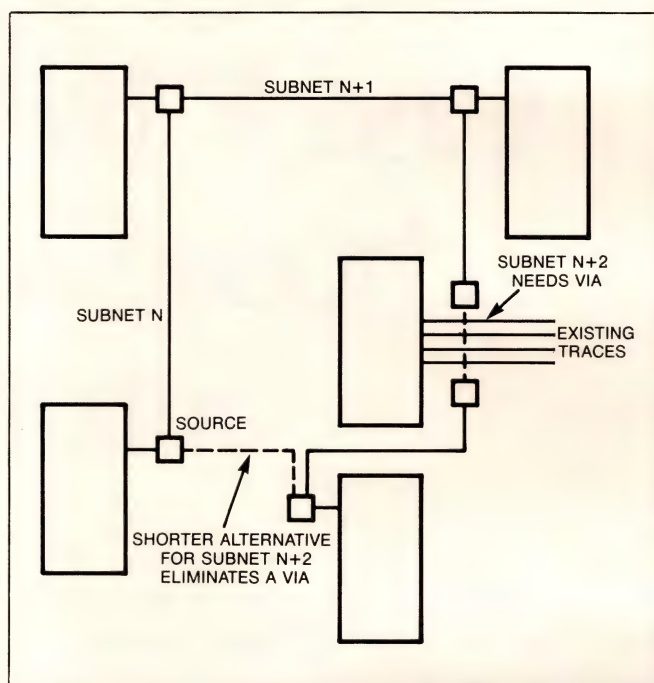 SUBNET N+1
SUBNET N+2
NEEDS VIA
SUBNET N
EXISTING
TRACES
SOURCE
SHORTER ALTERNATIVE
FOR SUBNET N+2
ELIMINATES A VIA